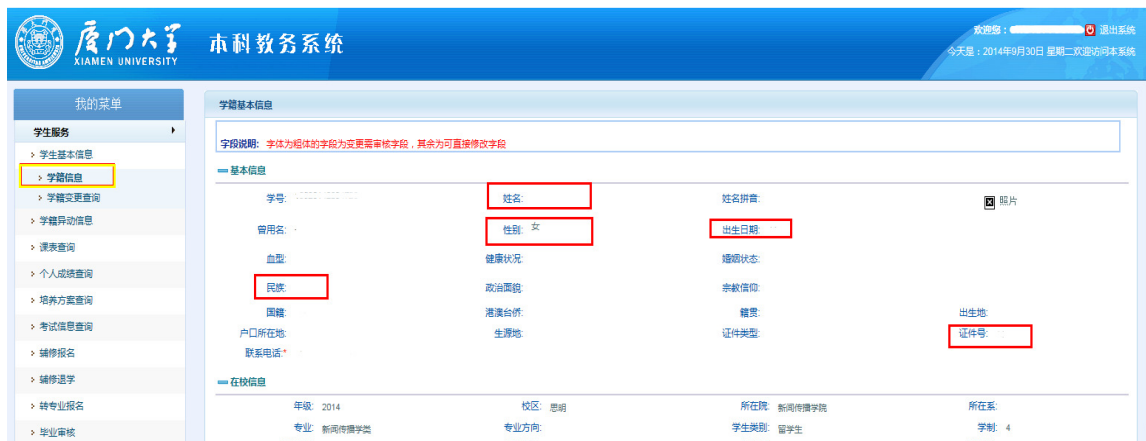 厦门大学 本科教务系统
XIAMEN UNIVERSITY
欢迎您： 退出系统
今天是：2014年9月30日 星期二欢迎访问本系统
我的菜单
学生服务
学生基本信息
学籍信息
学籍变更查询
学籍异动信息
课表查询
个人成绩查询
培养方案查询
考试信息查询
辅修报名
辅修退学
转专业报名
毕业审核
学籍基本信息
字段说明：字体为粗体的字段为变更需审核字段，其余为可直接修改字段
基本信息
学号: 姓名: 姓名拼音: 照片
曾用名: 性别: 女 出生日期:
血型: 健康状况: 婚姻状态:
民族: 政治面貌: 宗教信仰:
国籍: 港澳台侨: 籍贯: 出生地:
户口所在地: 生源地: 证件类型: 证件号:
联系电话:*
在校信息
年级: 2014 校区: 思明 所在院: 新闻传播学院 所在系:
专业: 新闻传播学类 专业方向: 学生类别: 留学生 学制: 4